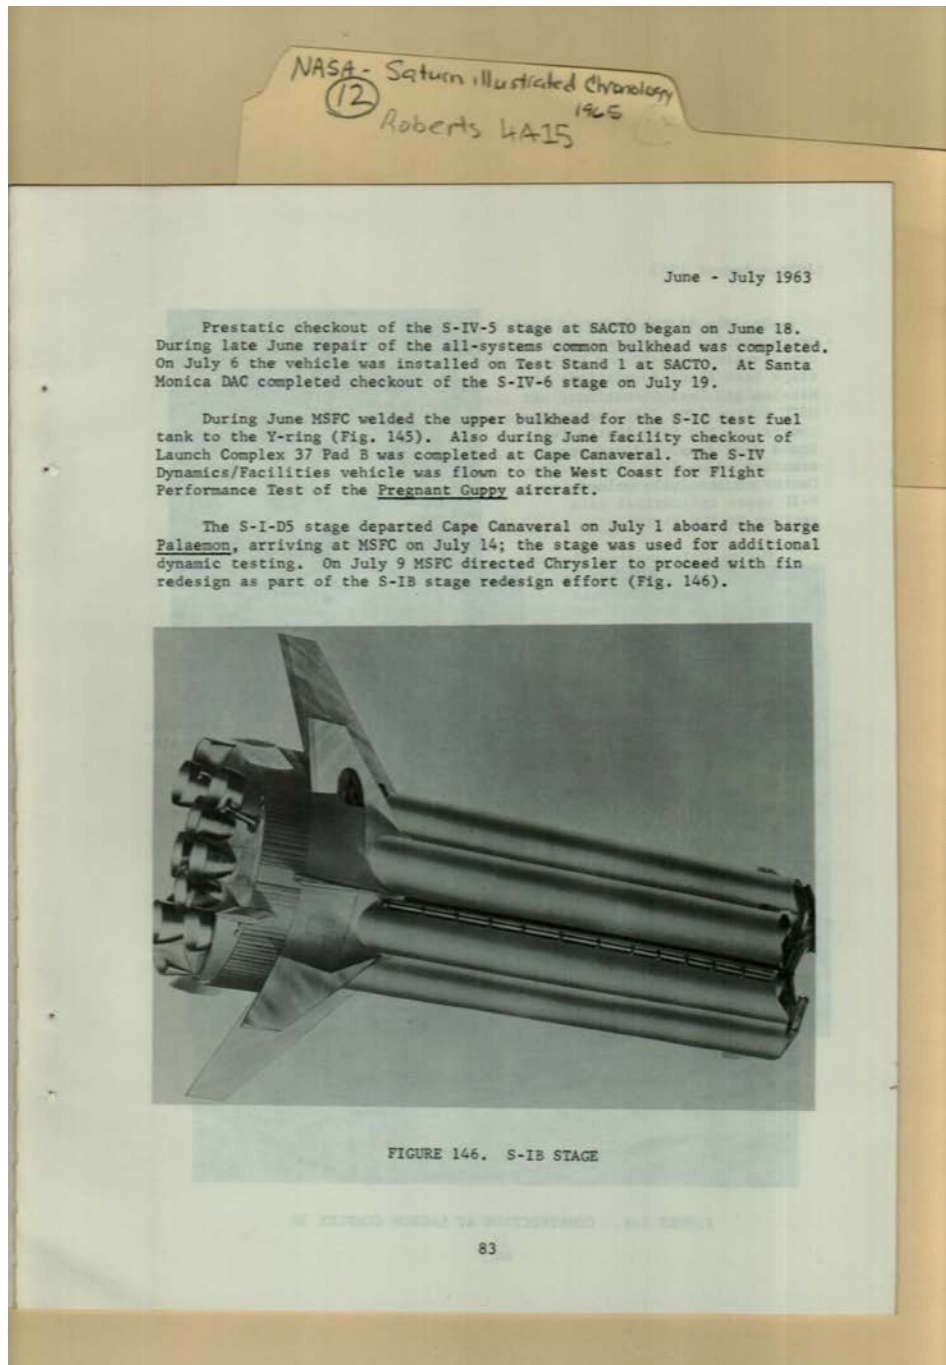 NASA - Saturn illustrated Chronology
12
1965
Roberts 4A15
June - July 1963
Prestatic checkout of the S-IV-5 stage at SACTO began on June 18.
During late June repair of the all-systems common bulkhead was completed.
On July 6 the vehicle was installed on Test Stand 1 at SACTO. At Santa
Monica DAC completed checkout of the S-IV-6 stage on July 19.
During June MSFC welded the upper bulkhead for the S-IC test fuel
tank to the Y-ring (Fig. 145). Also during June facility checkout of
Launch Complex 37 Pad B was completed at Cape Canaveral. The S-IV
Dynamics/Facilities vehicle was flown to the West Coast for Flight
Performance Test of the Pregnant Guppy aircraft.
The S-I-D5 stage departed Cape Canaveral on July 1 aboard the barge
Palaemon, arriving at MSFC on July 14; the stage was used for additional
dynamic testing. On July 9 MSFC directed Chrysler to proceed with fin
redesign as part of the S-IB stage redesign effort (Fig. 146).
FIGURE 146. S-IB STAGE
83